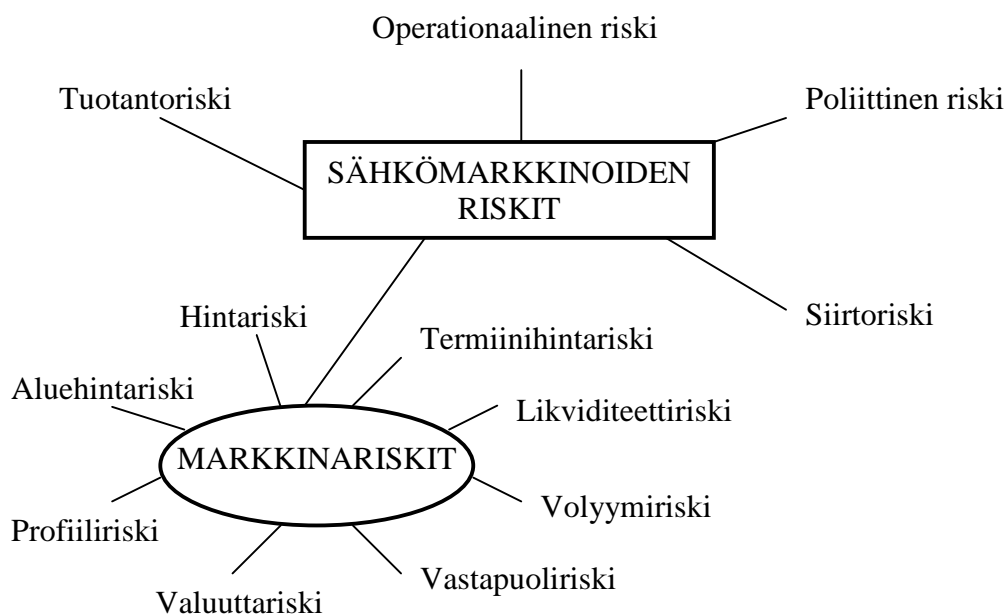 Operationaalinen riski
Tuotantoriski
Poliittinen riski
SÄHKÖMARKKINOIDEN
RISKIT
Siirtoriski
Hintariski
Termiinihintariski
Aluehintariski
Likviditeettiriski
MARKKINARISKIT
Volyymiriski
Profiiliriski
Vastapuoliriski
Valuuttariski